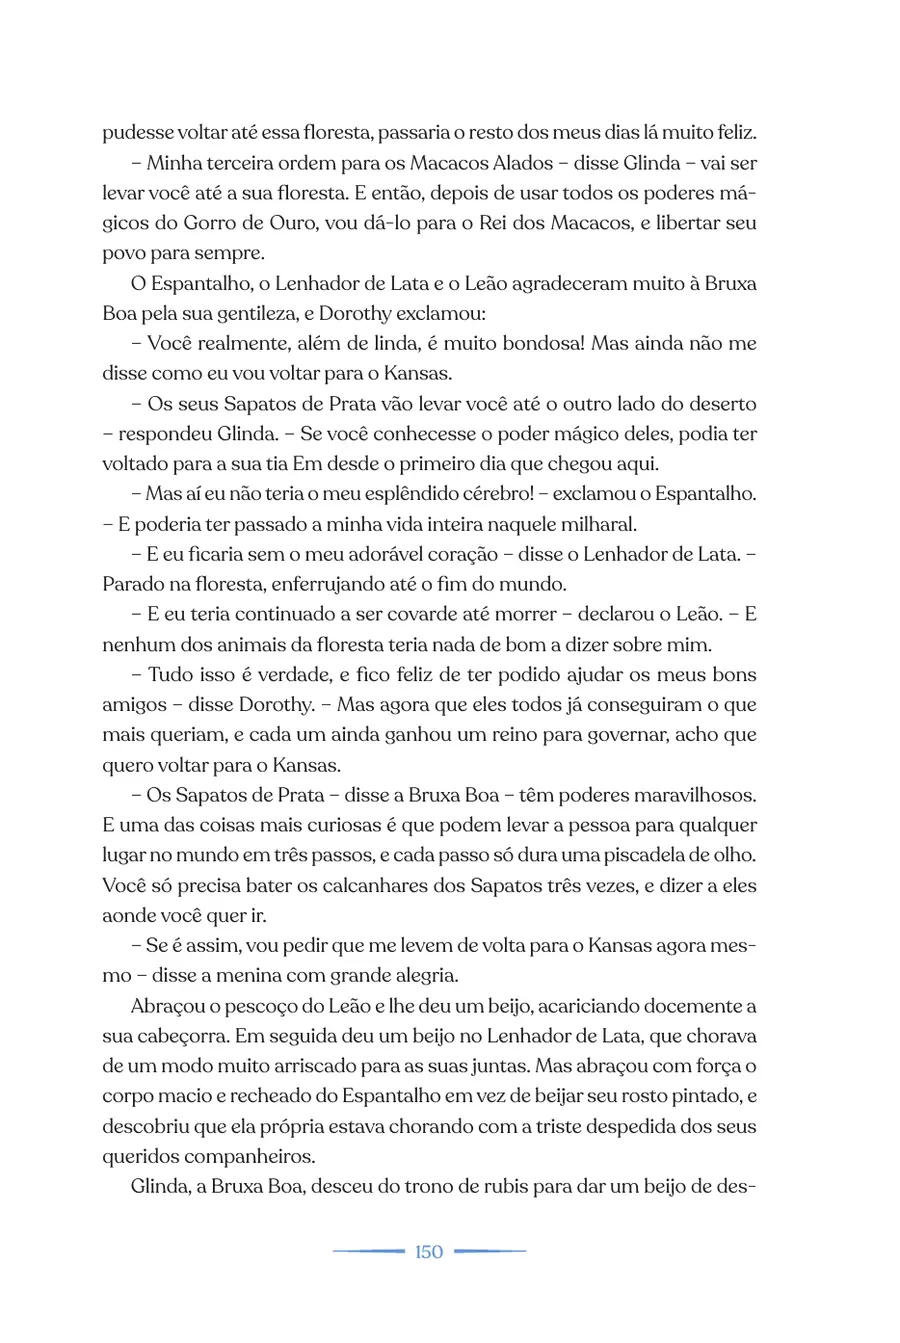 pudesse voltar até essa floresta, passaria o resto dos meus dias lá muito feliz.
– Minha terceira ordem para os Macacos Alados – disse Glinda – vai ser
levar você até a sua floresta. E então, depois de usar todos os poderes má-
gicos do Gorro de Ouro, vou dá-lo para o Rei dos Macacos, e libertar seu
povo para sempre.
O Espantalho, o Lenhador de Lata e o Leão agradeceram muito à Bruxa
Boa pela sua gentileza, e Dorothy exclamou:
– Você realmente, além de linda, é muito bondosa! Mas ainda não me
disse como eu vou voltar para o Kansas.
– Os seus Sapatos de Prata vão levar você até o outro lado do deserto
– respondeu Glinda. – Se você conhecesse o poder mágico deles, podia ter
voltado para a sua tia Em desde o primeiro dia que chegou aqui.
– Mas aí eu não teria o meu esplêndido cérebro! – exclamou o Espantalho.
– E poderia ter passado a minha vida inteira naquele milharal.
– E eu ficaria sem o meu adorável coração – disse o Lenhador de Lata. –
Parado na floresta, enferrujando até o fim do mundo.
– E eu teria continuado a ser covarde até morrer – declarou o Leão. – E
nenhum dos animais da floresta teria nada de bom a dizer sobre mim.
– Tudo isso é verdade, e fico feliz de ter podido ajudar os meus bons
amigos – disse Dorothy. – Mas agora que eles todos já conseguiram o que
mais queriam, e cada um ainda ganhou um reino para governar, acho que
quero voltar para o Kansas.
– Os Sapatos de Prata – disse a Bruxa Boa – têm poderes maravilhosos.
E uma das coisas mais curiosas é que podem levar a pessoa para qualquer
lugar no mundo em três passos, e cada passo só dura uma piscadela de olho.
Você só precisa bater os calcanhares dos Sapatos três vezes, e dizer a eles
aonde você quer ir.
– Se é assim, vou pedir que me levem de volta para o Kansas agora mes-
mo – disse a menina com grande alegria.
Abraçou o pescoço do Leão e lhe deu um beijo, acariciando docemente a
sua cabeçorra. Em seguida deu um beijo no Lenhador de Lata, que chorava
de um modo muito arriscado para as suas juntas. Mas abraçou com força o
corpo macio e recheado do Espantalho em vez de beijar seu rosto pintado, e
descobriu que ela própria estava chorando com a triste despedida dos seus
queridos companheiros.
Glinda, a Bruxa Boa, desceu do trono de rubis para dar um beijo de des-
150